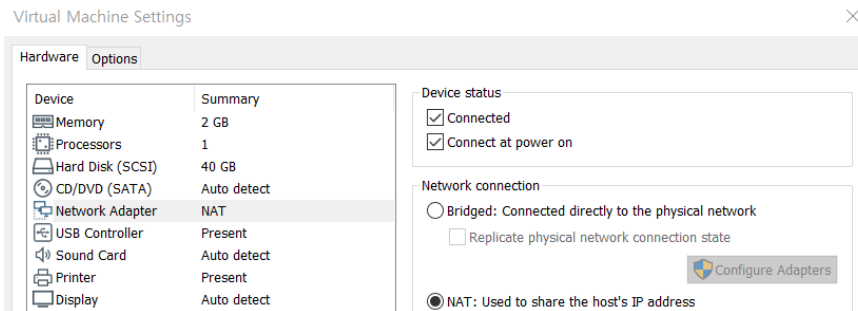 Virtual Machine Settings
Hardware Options
Device Summary
Memory 2 GB
Processors 1
Hard Disk (SCSI) 40 GB
CD/DVD (SATA) Auto detect
Network Adapter NAT
USB Controller Present
Sound Card Auto detect
Printer Present
Display Auto detect
Device status
Connected
Connect at power on
Network connection
Bridged: Connected directly to the physical network
Replicate physical network connection state
Configure Adapters
NAT: Used to share the host's IP address